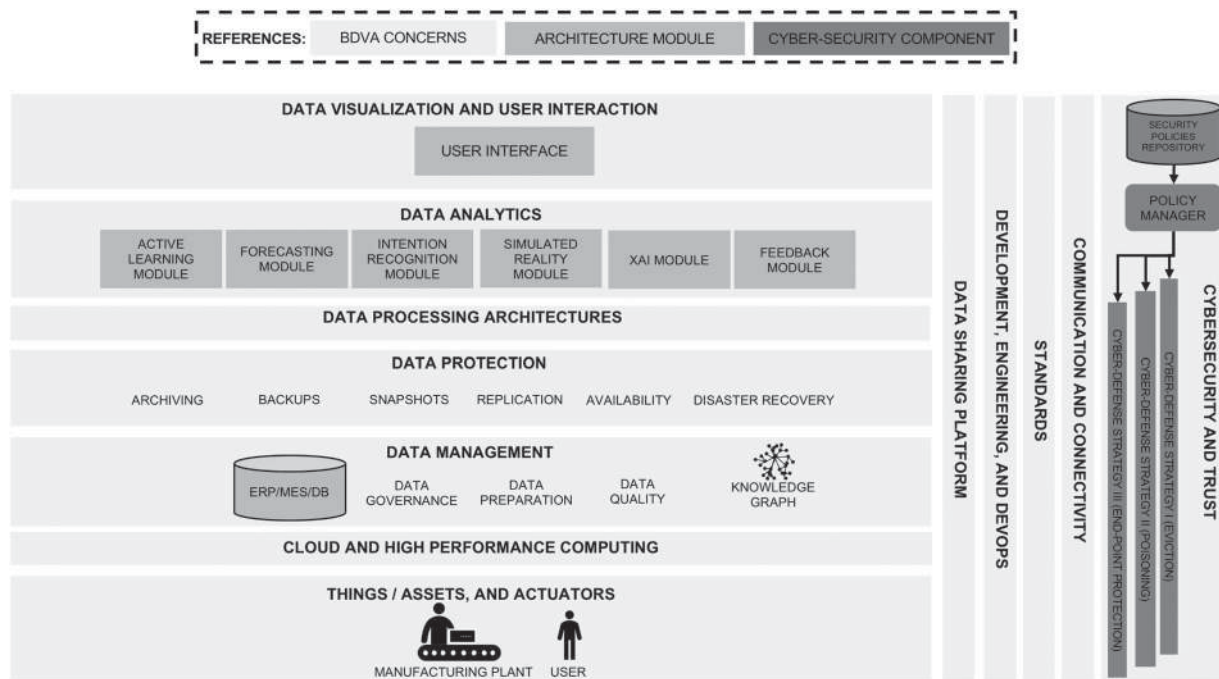 REFERENCES: BDVA CONCERNS ARCHITECTURE MODULE CYBER-SECURITY COMPONENT
DATA VISUALIZATION AND USER INTERACTION
USER INTERFACE
DATA ANALYTICS
ACTIVE
LEARNING
MODULE
FORECASTING
MODULE
INTENTION
RECOGNITION
MODULE
SIMULATED
REALITY
MODULE
XAI MODULE
FEEDBACK
MODULE
DATA PROCESSING ARCHITECTURES
DATA PROTECTION
ARCHIVING BACKUPS SNAPSHOTS REPLICATION AVAILABILITY DISASTER RECOVERY
DATA MANAGEMENT
ERP/MES/DB
DATA
GOVERNANCE
DATA
PREPARATION
DATA
QUALITY
KNOWLEDGE
GRAPH
CLOUD AND HIGH PERFORMANCE COMPUTING
THINGS / ASSETS, AND ACTUATORS
MANUFACTURING PLANT USER
DATA SHARING PLATFORM
DEVELOPMENT, ENGINEERING, AND DEVOPS
STANDARDS
COMMUNICATION AND CONNECTIVITY
SECURITY
POLICIES
REPOSITORY
POLICY
MANAGER
CYBER-DEFENSE STRATEGY III (END-POINT PROTECTION)
CYBER-DEFENSE STRATEGY II (POISONING)
CYBER-DEFENSE STRATEGY I (EVICTION)
CYBERSECURITY AND TRUST